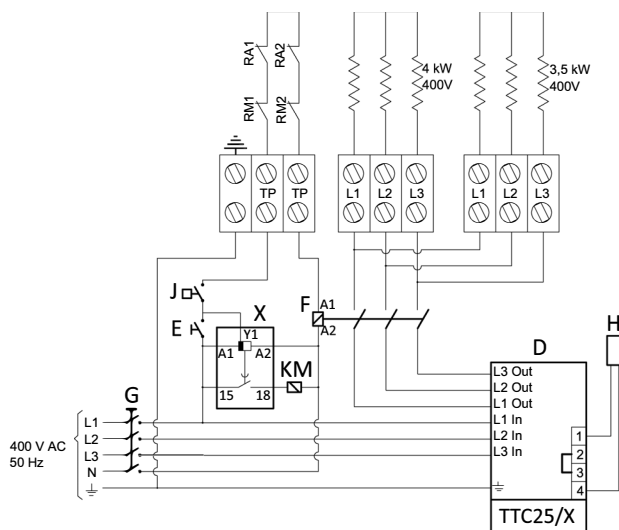 RA1 RA2
4 kW
400V
3,5 kW
400V
RM1 RM2
TP TP L1 L2 L3 L1 L2 L3
J
F A1
A2
X
E
Y1
A1 A2
KM
15 18
G
D
H
L3 Out
L2 Out
L1 Out
L1 In
L2 In
L3 In
1
2
3
4
400 V AC
50 Hz
L1
L2
L3
N
TTC25/X